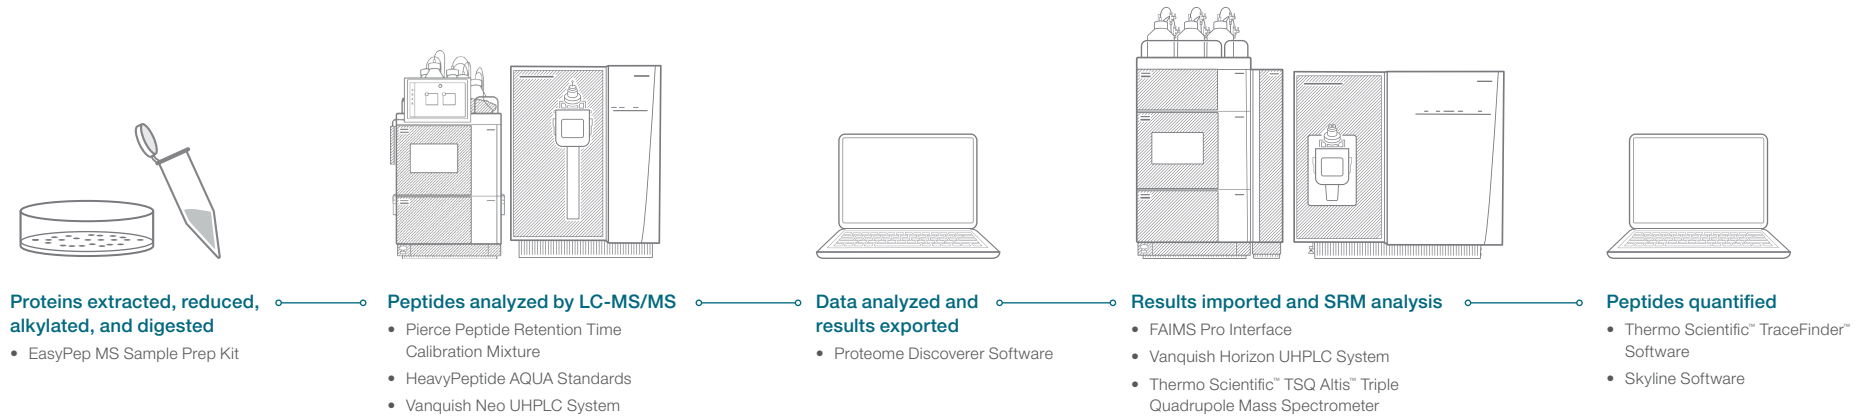 Proteins extracted, reduced,
alkylated, and digested
• EasyPep MS Sample Prep Kit
Peptides analyzed by LC-MS/MS
• Pierce Peptide Retention Time
Calibration Mixture
• HeavyPeptide AQUA Standards
• Vanquish Neo UHPLC System
Data analyzed and
results exported
• Proteome Discoverer Software
Results imported and SRM analysis
• FAIMS Pro Interface
• Vanquish Horizon UHPLC System
• Thermo Scientific™ TSQ Altis™ Triple
Quadrupole Mass Spectrometer
Peptides quantified
• Thermo Scientific™ TraceFinder™
Software
• Skyline Software